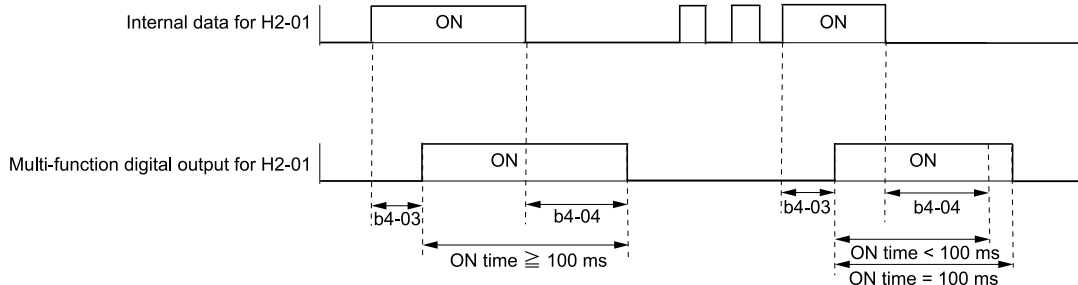 Internal data for H2-01
ON
ON
Multi-function digital output for H2-01
ON
ON
b4-03
b4-04
b4-03
b4-04
ON time ≧ 100 ms
ON time < 100 ms
ON time = 100 ms